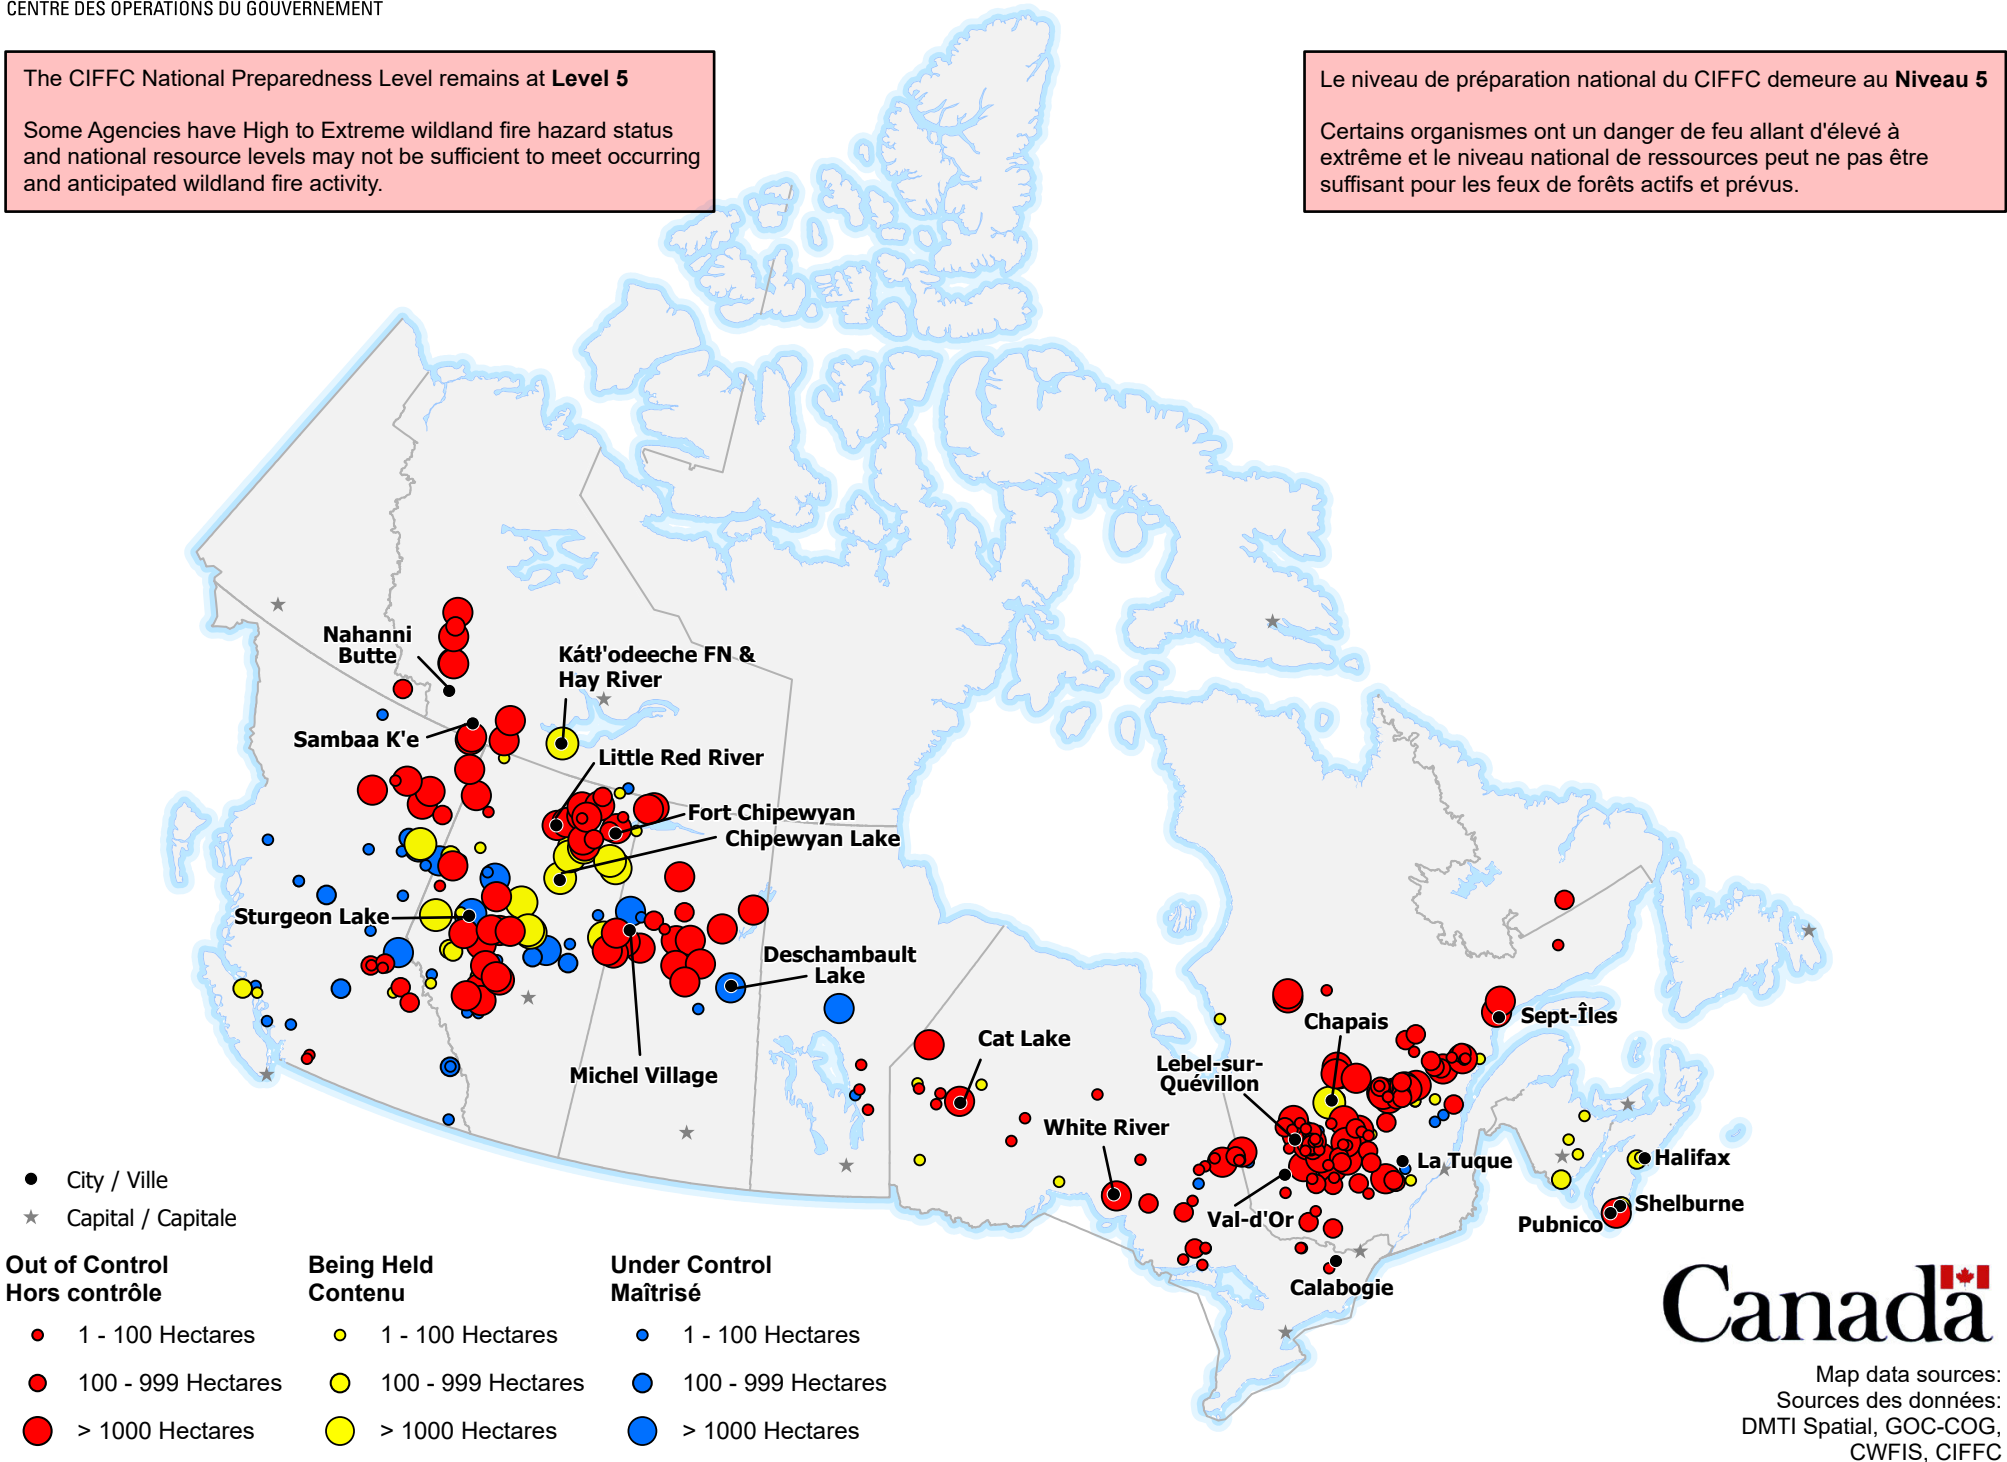 CENTRE DES OPÉRATIONS DU GOUVERNEMENT
The CIFFC National Preparedness Level remains at Level 5
Some Agencies have High to Extreme wildland fire hazard status
and national resource levels may not be sufficient to meet occurring
and anticipated wildland fire activity.
Le niveau de préparation national du CIFFC demeure au Niveau 5
Certains organismes ont un danger de feu allant d'élevé à
extrême et le niveau national de ressources peut ne pas être
suffisant pour les feux de forêts actifs et prévus.
Nahanni
Butte
Kátł'odeeche FN &
Hay River
Sambaa K'e
Little Red River
Fort Chipewyan
Chipewyan Lake
Sturgeon Lake
Deschambault
Lake
Michel Village
Cat Lake
White River
Chapais
Sept-Îles
Lebel-sur-
Quévillon
La Tuque
Val-d'Or
Calabogie
Halifax
Shelburne
Pubnico
City / Ville
Capital / Capitale
Out of Control
Hors contrôle
1 - 100 Hectares
100 - 999 Hectares
> 1000 Hectares
Being Held
Contenu
1 - 100 Hectares
100 - 999 Hectares
> 1000 Hectares
Under Control
Maîtrisé
1 - 100 Hectares
100 - 999 Hectares
> 1000 Hectares
Canada
Map data sources:
Sources des données:
DMTI Spatial, GOC-COG,
CWFIS, CIFFC